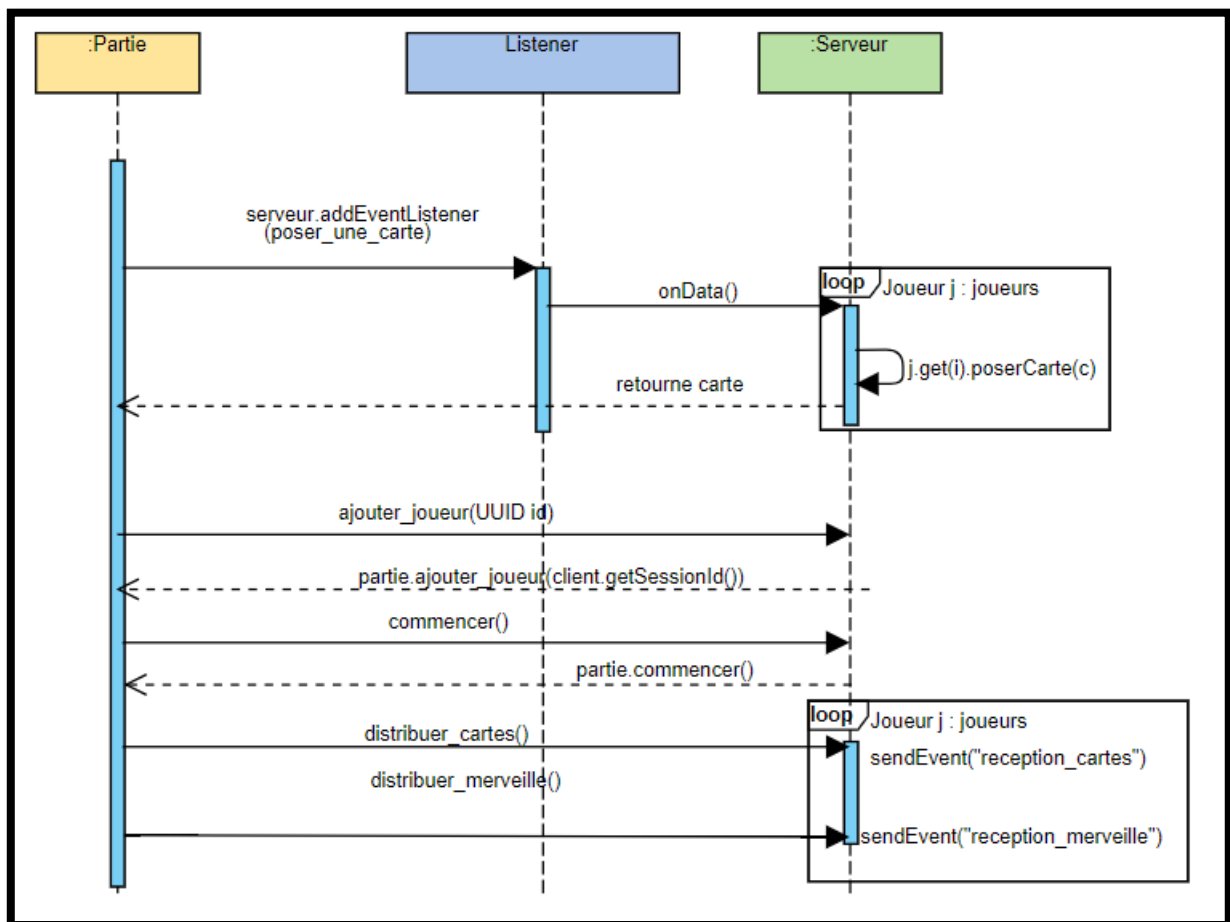 :Partie
Listener
:Serveur
serveur.addEventListener
(poser_une_carte)
loop
Joueur j : joueurs
onData()
j.get(i).poserCarte(c)
retourne carte
ajouter_joueur(UUID id)
partie.ajouter_joueur(client.getSessionId())
commencer()
partie.commencer()
loop
Joueur j : joueurs
distribuer_cartes()
sendEvent("reception_cartes")
distribuer_merveille()
sendEvent("reception_merveille")